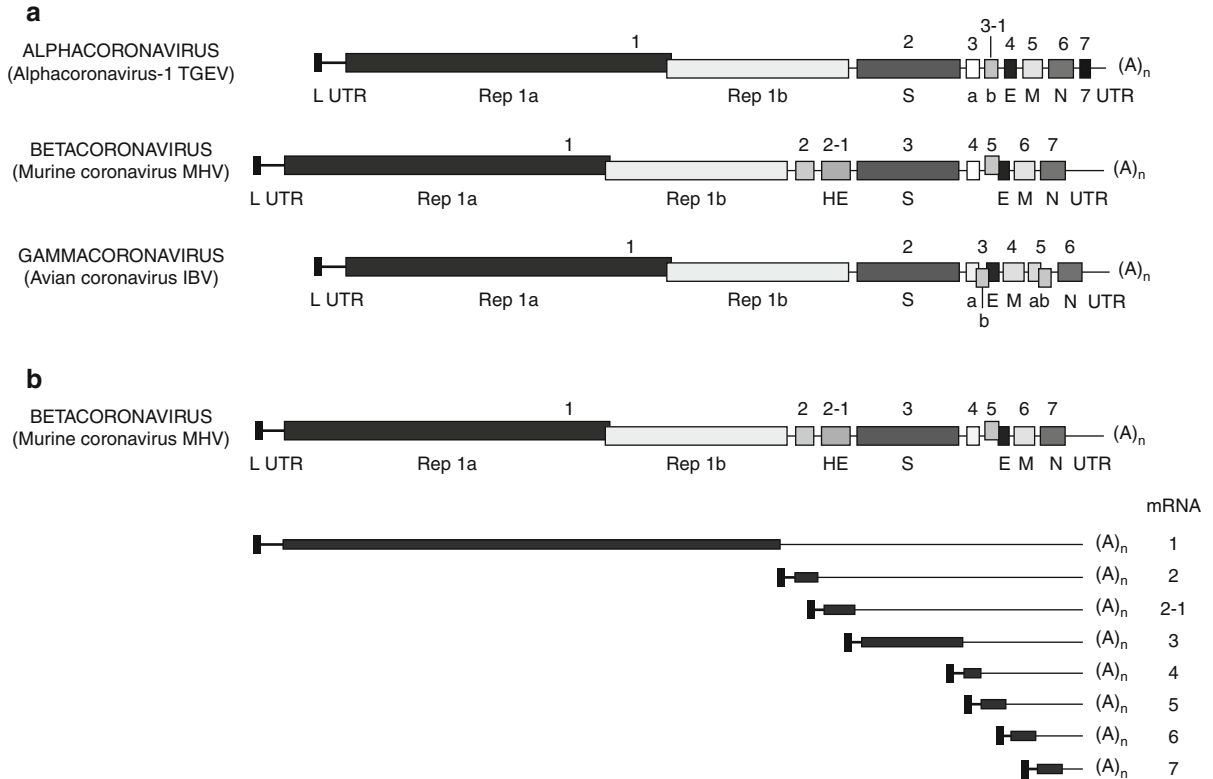 a
3-1
1 2 3 4 5 6 7
ALPHACORONAVIRUS
(Alphacoronavirus-1 TGEV)
(A)n
L UTR Rep 1a Rep 1b S a b E M N 7 UTR
1 2 2-1 3 4 5 6 7
BETACORONAVIRUS
(Murine coronavirus MHV)
(A)n
L UTR Rep 1a Rep 1b HE S E M N UTR
1 2 3 4 5 6
GAMMACORONAVIRUS
(Avian coronavirus IBV)
(A)n
L UTR Rep 1a Rep 1b S a E M ab N UTR
b
b
1 2 2-1 3 4 5 6 7
BETACORONAVIRUS
(Murine coronavirus MHV)
(A)n
L UTR Rep 1a Rep 1b HE S E M N UTR
mRNA
(A)n 1
(A)n 2
(A)n 2-1
(A)n 3
(A)n 4
(A)n 5
(A)n 6
(A)n 7